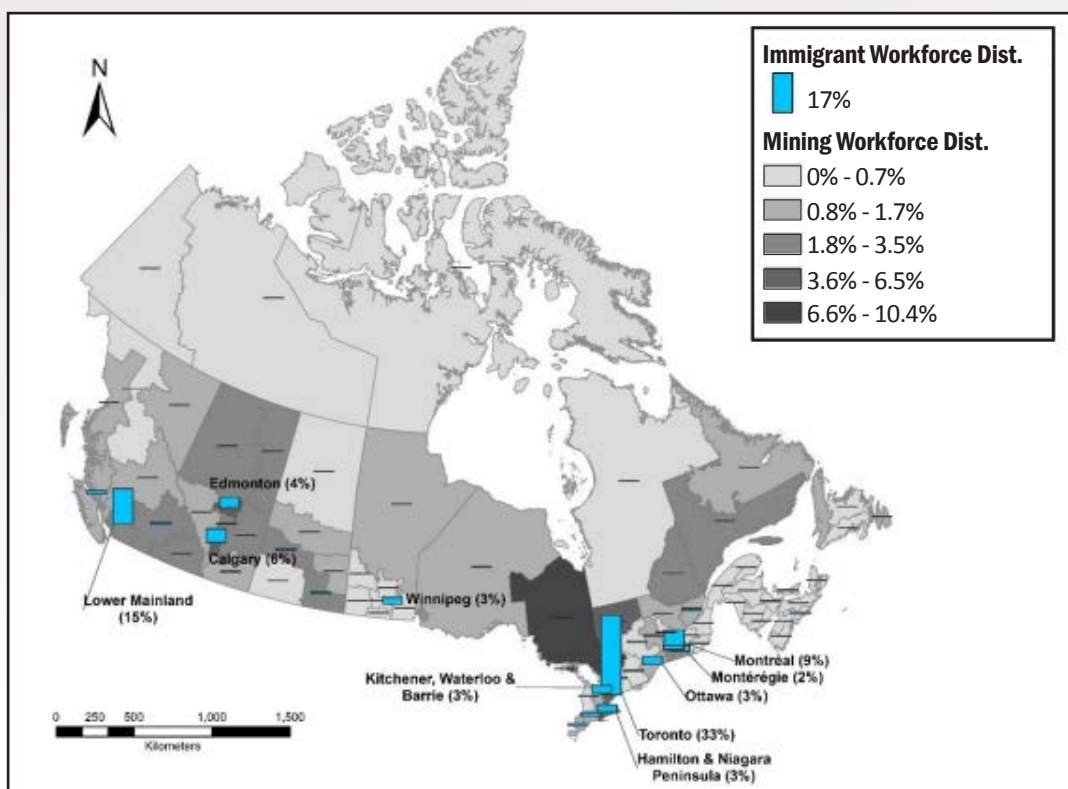 N
Immigrant Workforce Dist.
17%
Mining Workforce Dist.
0% - 0.7%
0.8% - 1.7%
1.8% - 3.5%
3.6% - 6.5%
6.6% - 10.4%
Edmonton (4%)
Calgary (6%)
Lower Mainland
(15%)
Winnipeg (3%)
Kitchener, Waterloo &
Barrie (3%)
Montréal (9%)
Montérégie (2%)
Ottawa (3%)
Toronto (33%)
Hamilton & Niagara
Peninsula (3%)
0 250 500 1,000 1,500
Kilometers